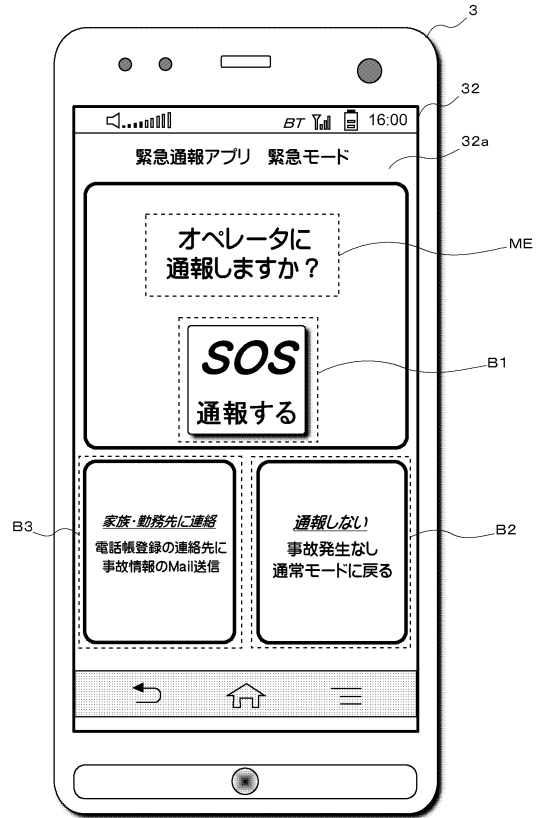 3
BT 16:00
32
緊急通報アプリ 緊急モード
32a
オペレータに
通報しますか？
ME
SOS
通報する
B1
家族・勤務先に連絡
電話帳登録の連絡先に
事故情報のMail送信
B3
通報しない
事故発生なし
通常モードに戻る
B2